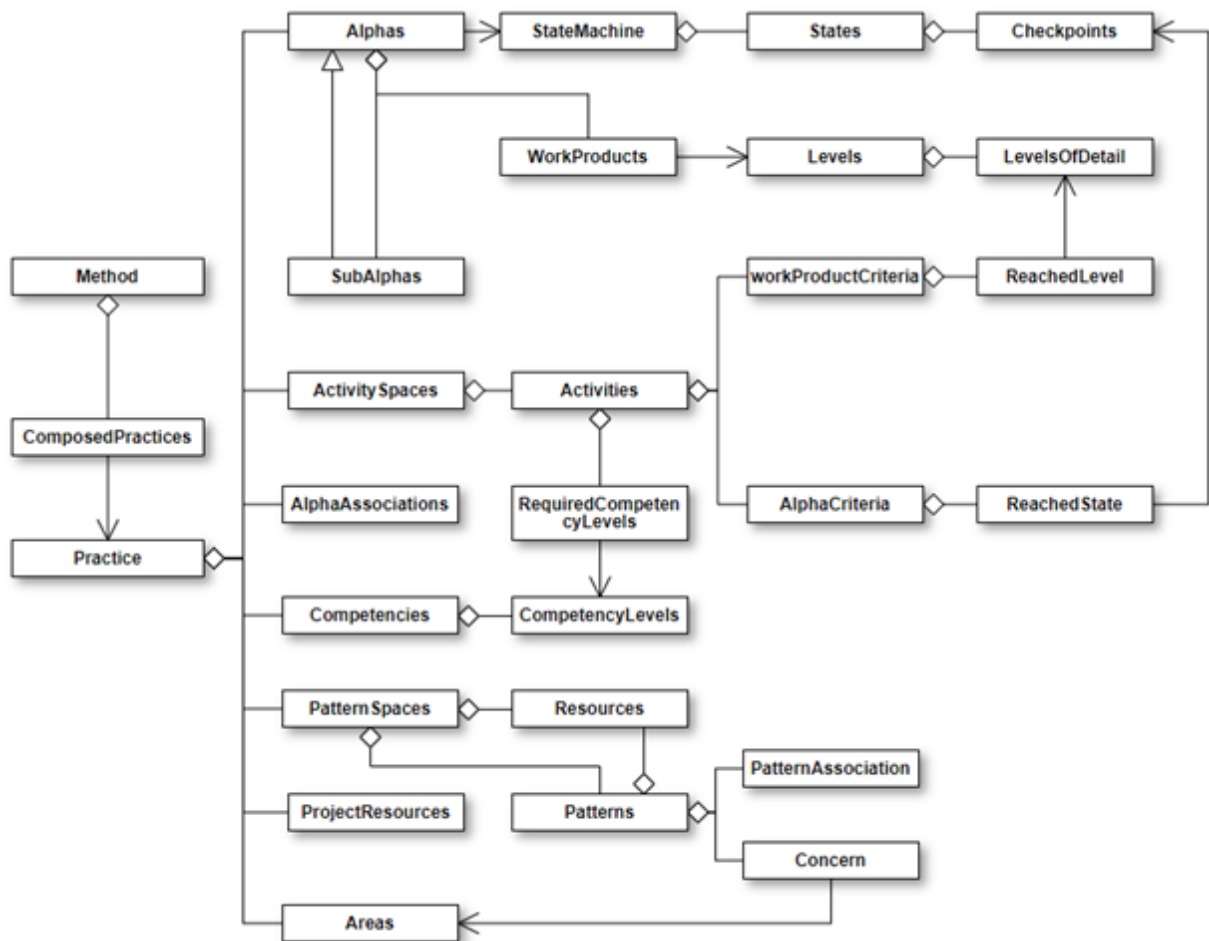 Alphas
StateMachine
States
Checkpoints
WorkProducts
Levels
LevelsOfDetail
Method
SubAlphas
workProductCriteria
ReachedLevel
ActivitySpaces
Activities
ComposedPractices
AlphaAssociations
RequiredCompeten
cyLevels
AlphaCriteria
ReachedState
Practice
Competencies
CompetencyLevels
PatternSpaces
Resources
PatternAssociation
ProjectResources
Patterns
Concern
Areas